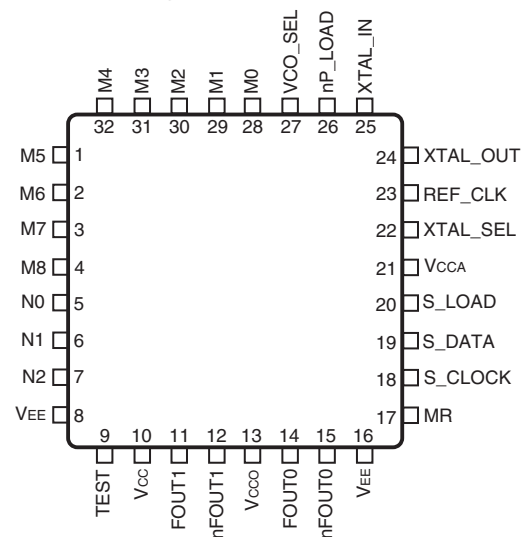 M4 M3 M2 M1 M0 VCO_SEL nP_LOAD XTAL_IN
32 31 30 29 28 27 26 25
M5 1 24 XTAL_OUT
M6 2 23 REF_CLK
M7 3 22 XTAL_SEL
M8 4 21 VCCA
N0 5 20 S_LOAD
N1 6 19 S_DATA
N2 7 18 S_CLOCK
VEE 8 17 MR
9 10 11 12 13 14 15 16
TEST VCC FOUT1 nFOUT1 VCCO FOUT0 nFOUT0 VEE